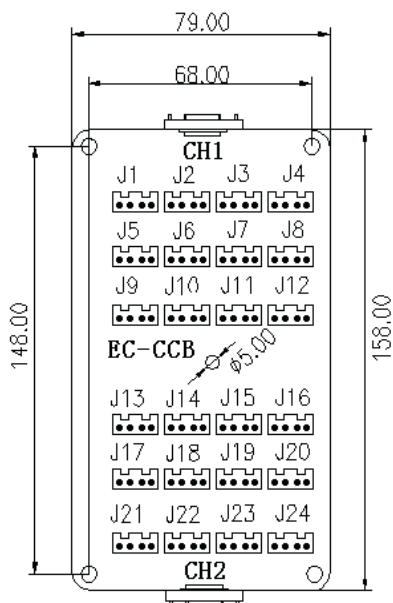 79.00
68.00
CH1
J1 J2 J3 J4
J5 J6 J7 J8
J9 J10 J11 J12
148.00
158.00
EC-CCB
ϕ5.00
J13 J14 J15 J16
J17 J18 J19 J20
J21 J22 J23 J24
CH2